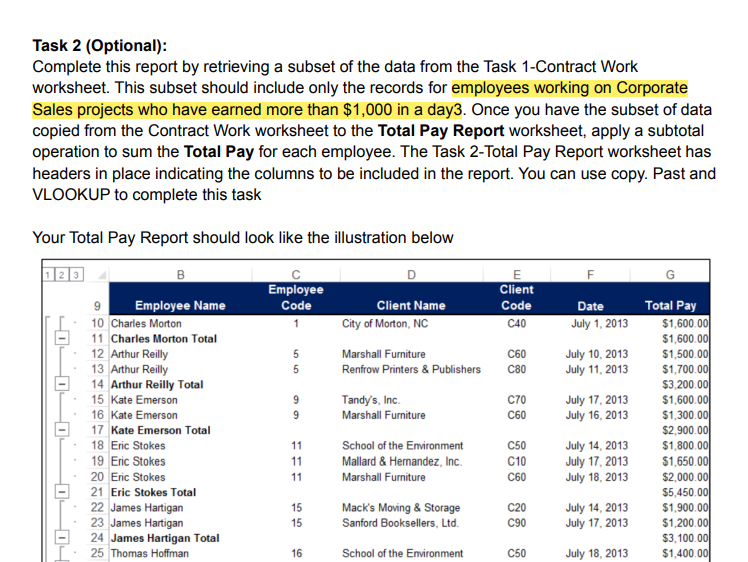 Task 2 (Optional):
Complete this report by retrieving a subset of the data from the Task 1-Contract Work
worksheet. This subset should include only the records for employees working on Corporate
Sales projects who have earned more than $1,000 in a day3. Once you have the subset of data
copied from the Contract Work worksheet to the Total Pay Report worksheet, apply a subtotal
operation to sum the Total Pay for each employee. The Task 2-Total Pay Report worksheet has
headers in place indicating the columns to be included in the report. You can use copy. Past and
VLOOKUP to complete this task
Your Total Pay Report should look like the illustration below
1 2 3 B C D E F G
Employee Client
9 Employee Name Code Client Name Code Date Total Pay
10 Charles Morton 1 City of Morton, NC C40 July 1, 2013 $1,600.00
11 Charles Morton Total $1,600.00
12 Arthur Reilly 5 Marshall Furniture C60 July 10, 2013 $1,500.00
13 Arthur Reilly 5 Renfrow Printers & Publishers C80 July 11, 2013 $1,700.00
14 Arthur Reilly Total $3,200.00
15 Kate Emerson 9 Tandy's, Inc. C70 July 17, 2013 $1,600.00
16 Kate Emerson 9 Marshall Furniture C60 July 16, 2013 $1,300.00
17 Kate Emerson Total $2,900.00
18 Eric Stokes 11 School of the Environment C50 July 14, 2013 $1,800.00
19 Eric Stokes 11 Mallard & Hernandez, Inc. C10 July 17, 2013 $1,650.00
20 Eric Stokes 11 Marshall Furniture C60 July 18, 2013 $2,000.00
21 Eric Stokes Total $5,450.00
22 James Hartigan 15 Mack's Moving & Storage C20 July 14, 2013 $1,900.00
23 James Hartigan 15 Sanford Booksellers, Ltd. C90 July 17, 2013 $1,200.00
24 James Hartigan Total $3,100.00
25 Thomas Hoffman 16 School of the Environment C50 July 18, 2013 $1,400.00